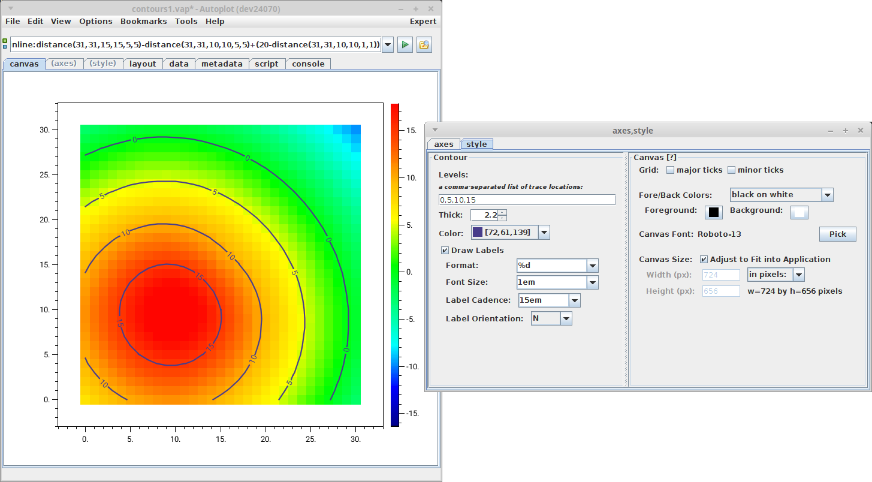 contours1.vap* - Autoplot (dev24070)
File Edit View Options Bookmarks Tools Help Expert
nline:distance(31,31,15,15,5,5)-distance(31,31,10,10,5,5)+(20-distance(31,31,10,10,1,1))
canvas (axes) (style) layout data metadata script console
30.
25.
20.
15.
10.
5.
0.
0. 5. 10. 15. 20. 25. 30.
0 0 0 0
5 5 5 5
10 10 10 10
15 15 15
15.
10.
5.
0.
-5.
-10.
-15.
axes,style
axes style
Contour
Levels:
a comma-separated list of trace locations:
0,5,10,15
Thick: 2.2
Color: [72,61,139]
Draw Labels
Format: %d
Font Size: 1em
Label Cadence: 15em
Label Orientation: N
Canvas [?]
Grid: major ticks minor ticks
Fore/Back Colors: black on white
Foreground: Background:
Canvas Font: Roboto-13 Pick
Canvas Size: Adjust to Fit into Application
Width (px): 724 in pixels:
Height (px): 656 w=724 by h=656 pixels